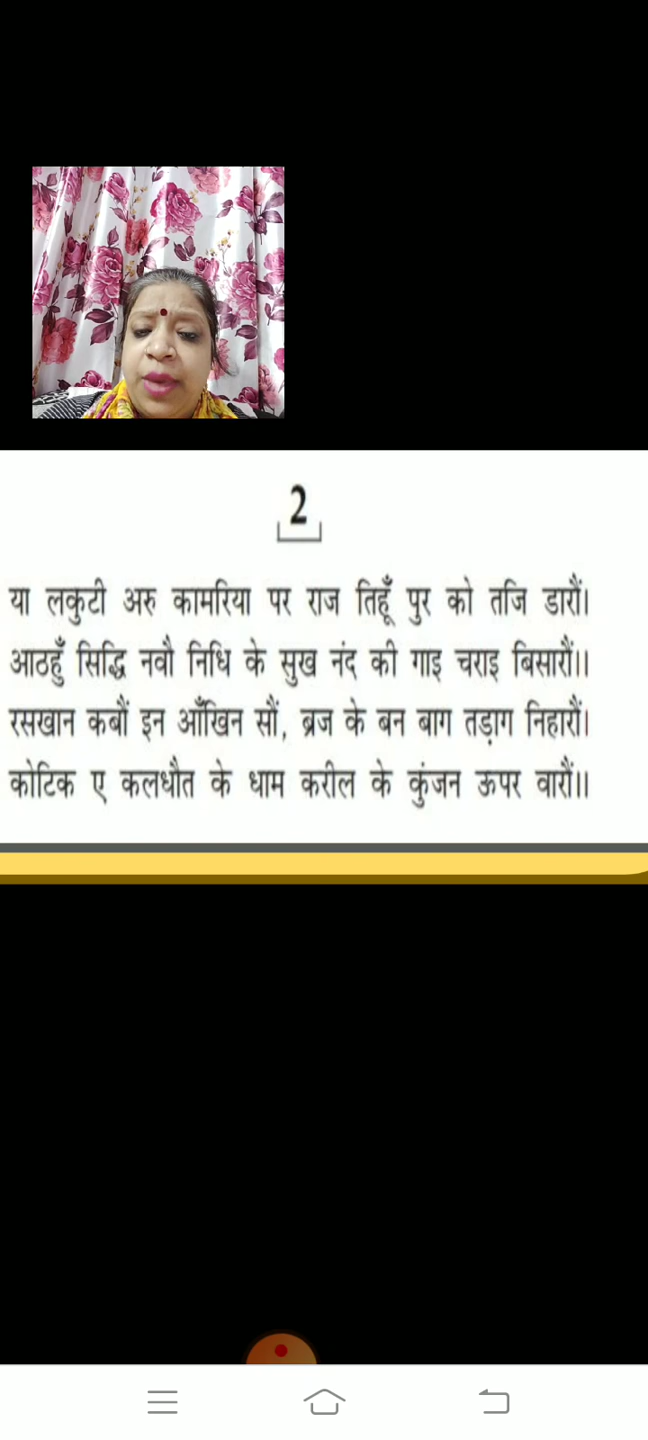 2
या लकुटी अरु कामरिया पर राज तिहूँ पुर को तजि डारौं।
आठहुँ सिद्धि नवौ निधि के सुख नंद की गाइ चराइ बिसारौं।।
रसखान कबौं इन आँखिन सौं, ब्रज के बन बाग तड़ाग निहारौं।
कोटिक ए कलधौत के धाम करील के कुंजन ऊपर वारौं।।